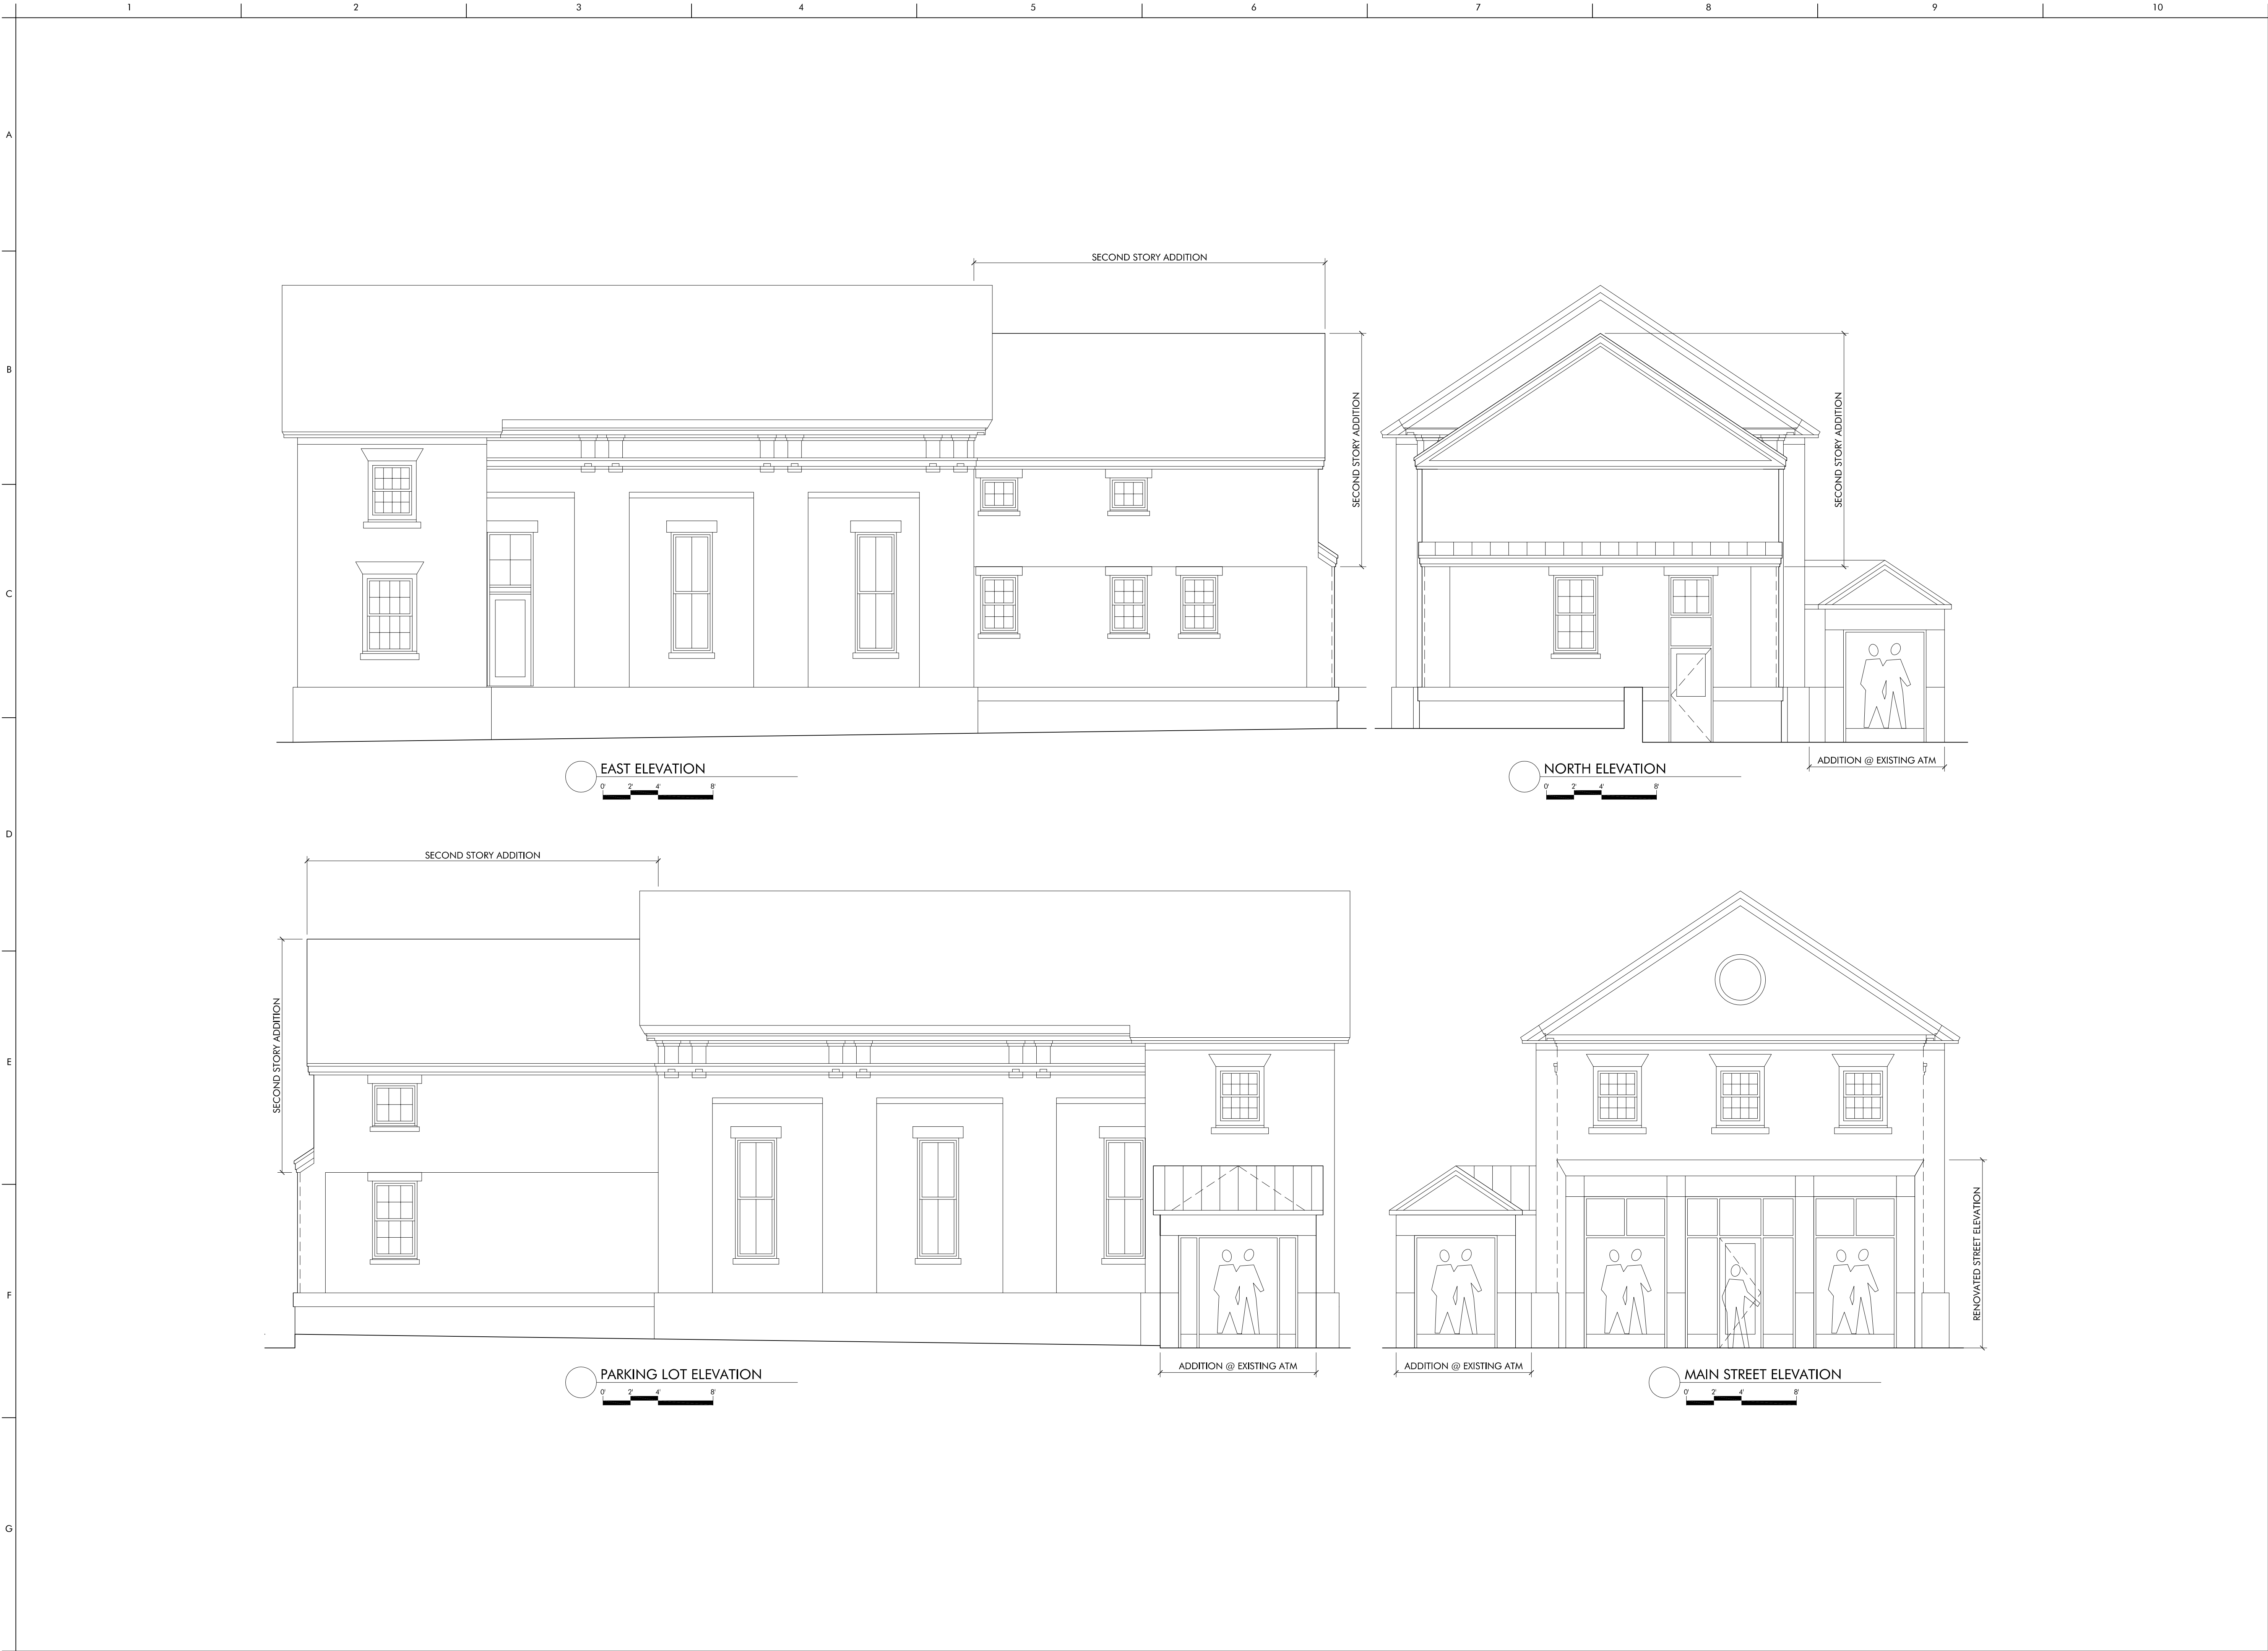 1 2 3 4 5 6 7 8 9 10
A
SECOND STORY ADDITION
B
SECOND STORY ADDITION
SECOND STORY ADDITION
C
ADDITION @ EXISTING ATM
EAST ELEVATION
0' 2' 4' 8'
NORTH ELEVATION
0' 2' 4' 8'
D
SECOND STORY ADDITION
SECOND STORY ADDITION
E
RENOVATED STREET ELEVATION
F
ADDITION @ EXISTING ATM
ADDITION @ EXISTING ATM
PARKING LOT ELEVATION
0' 2' 4' 8'
MAIN STREET ELEVATION
0' 2' 4' 8'
G